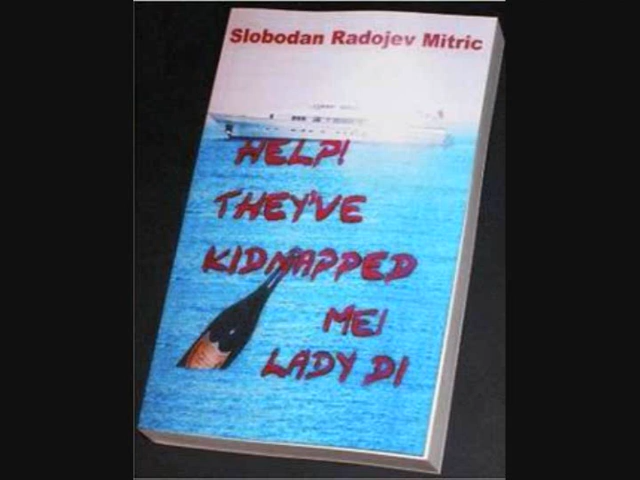 Slobodan Radojev Mitric
HELP!
THEY'VE
KIDNAPPED
ME!
LADY DI